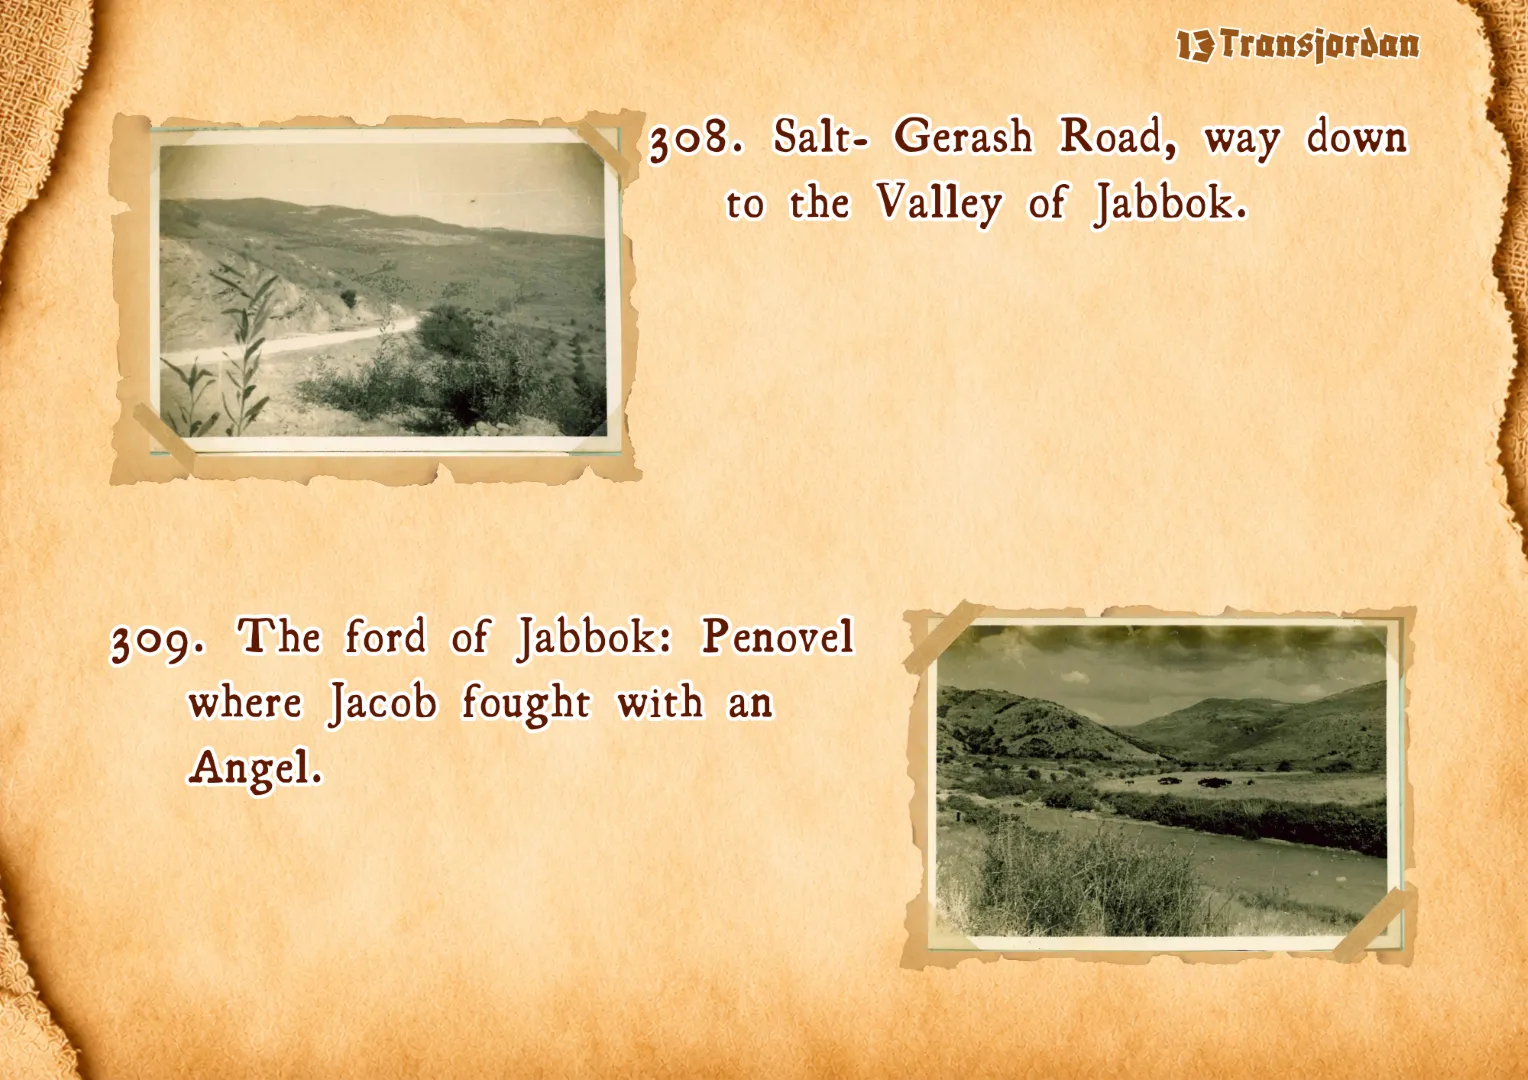 13 Transjordan
308. Salt- Gerash Road, way down
to the Valley of Jabbok.
309. The ford of Jabbok: Penovel
where Jacob fought with an
Angel.